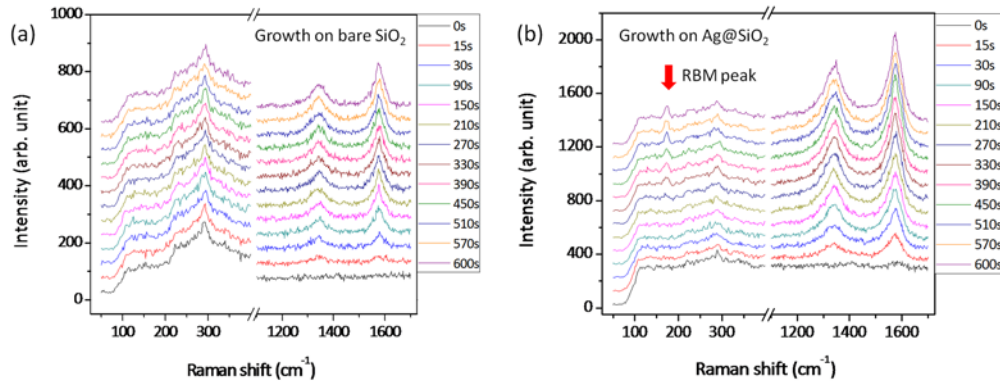 (a)
Growth on bare SiO₂
1000
800
600
400
200
0
Intensity (arb. unit)
100
200
300
1200
1400
1600
Raman shift (cm⁻¹)
0s
15s
30s
90s
150s
210s
270s
330s
390s
450s
510s
570s
600s
(b)
Growth on Ag@SiO₂
RBM peak
2000
1600
1200
800
400
0
Intensity (arb. unit)
100
200
300
1200
1400
1600
Raman shift (cm⁻¹)
0s
15s
30s
90s
150s
210s
270s
330s
390s
450s
510s
570s
600s